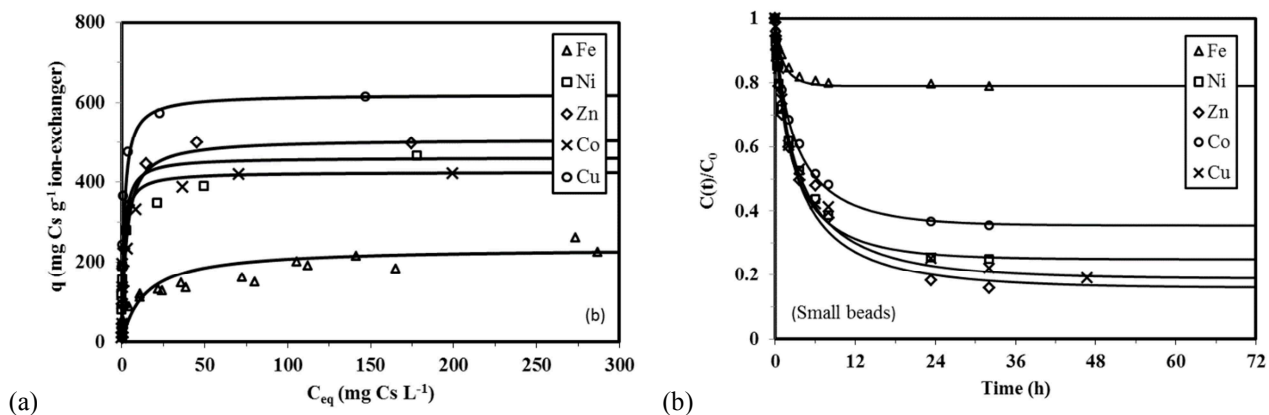 800
600
400
200
0
q (mg Cs g⁻¹ ion-exchanger)
0 50 100 150 200 250 300
C_eq (mg Cs L⁻¹)
Fe
Ni
Zn
Co
Cu
(b)
(a)
1
0.8
0.6
0.4
0.2
0
C(t)/C₀
0 12 24 36 48 60 72
Time (h)
Fe
Ni
Zn
Co
Cu
(Small beads)
(b)